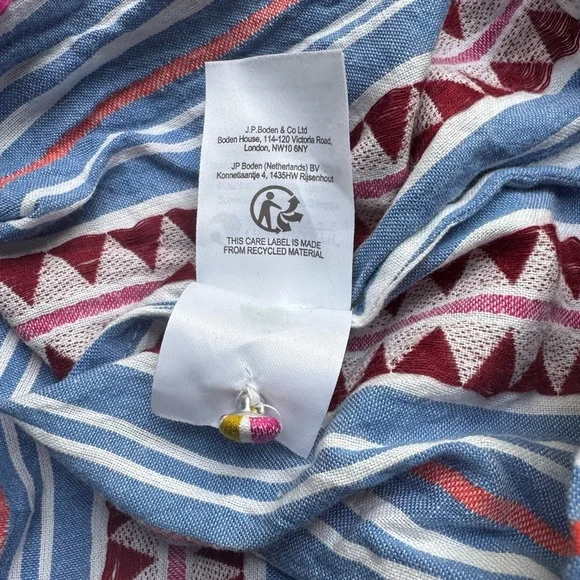 J.P.Boden & Co Ltd
Boden House, 114-120 Victoria Road,
London, NW10 6NY
JP Boden (Netherlands) BV
Konnetlaantje 4, 1435HW Rijsenhout
THIS CARE LABEL IS MADE
FROM RECYCLED MATERIAL